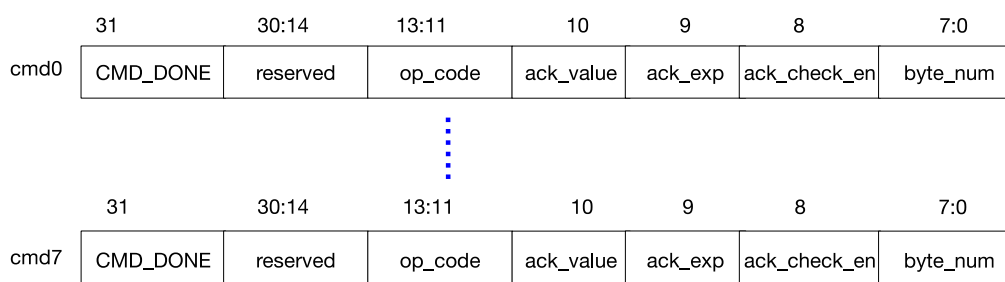 31 30:14 13:11 10 9 8 7:0
cmd0 CMD_DONE reserved op_code ack_value ack_exp ack_check_en byte_num
31 30:14 13:11 10 9 8 7:0
cmd7 CMD_DONE reserved op_code ack_value ack_exp ack_check_en byte_num